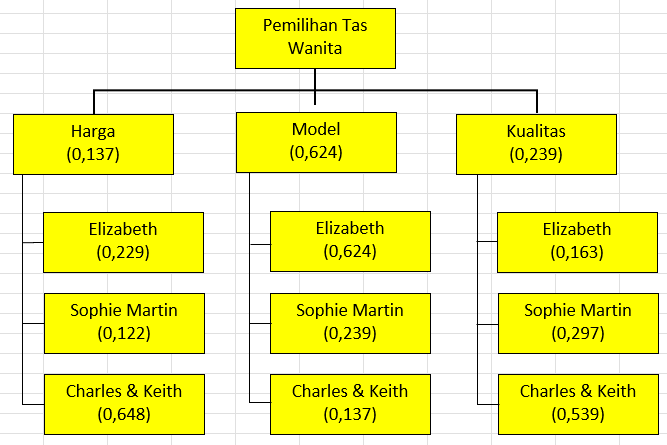 Pemilihan Tas
Wanita
Harga
(0,137)
Model
(0,624)
Kualitas
(0,239)
Elizabeth
(0,229)
Elizabeth
(0,624)
Elizabeth
(0,163)
Sophie Martin
(0,122)
Sophie Martin
(0,239)
Sophie Martin
(0,297)
Charles & Keith
(0,648)
Charles & Keith
(0,137)
Charles & Keith
(0,539)